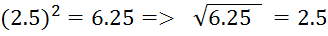 (2.5)² = 6.25 => √6.25 = 2.5